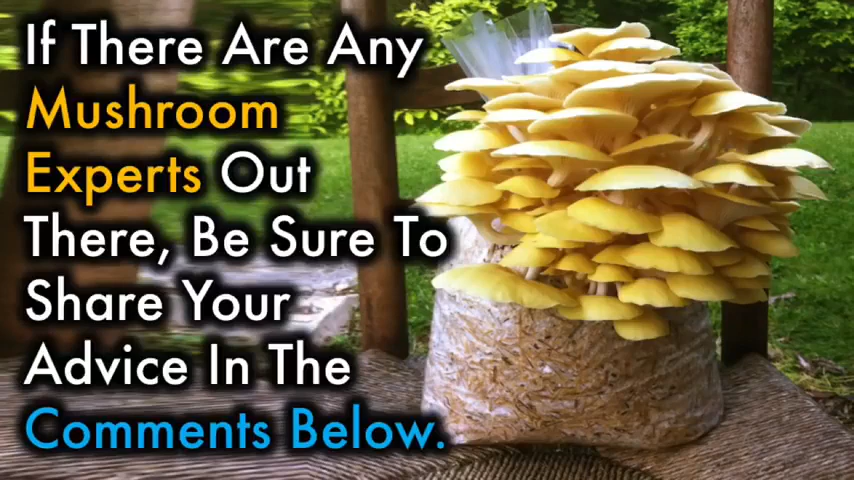 If There Are Any
Mushroom
Experts Out
There, Be Sure To
Share Your
Advice In The
Comments Below.